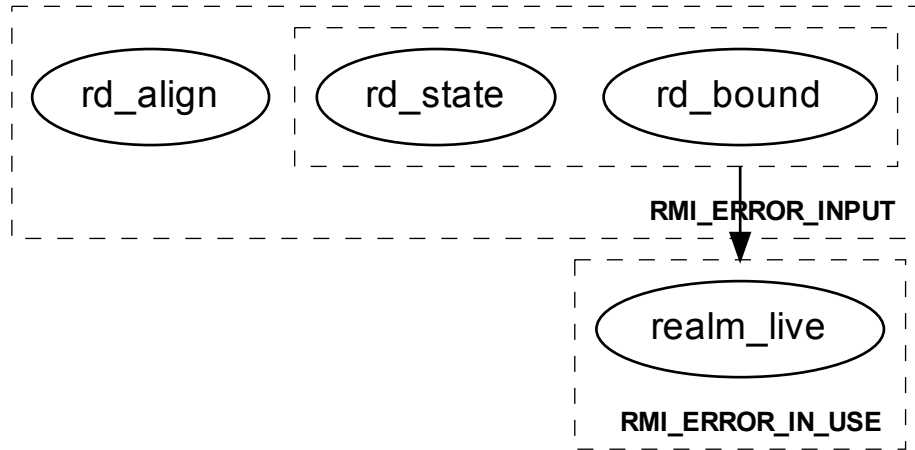 rd_align rd_state rd_bound
RMI_ERROR_INPUT
realm_live
RMI_ERROR_IN_USE